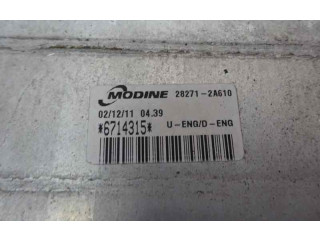 MODINE 28271-2A610
02/12/11 04.39
*6714315* U-ENG/D-ENG